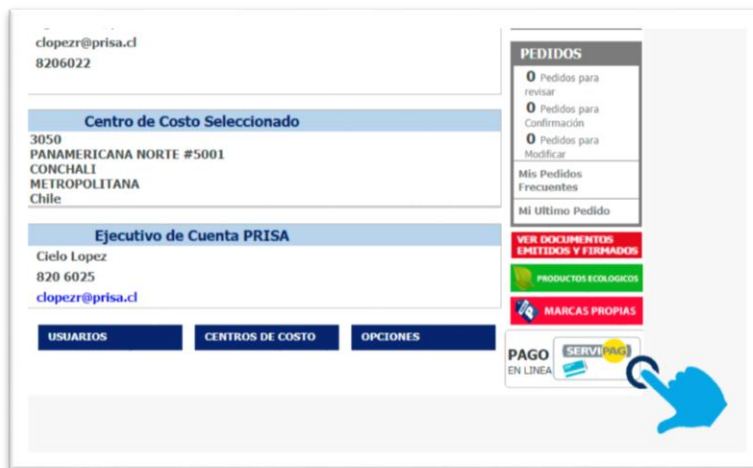 clopezr@prisa.cl
8206022
Centro de Costo Seleccionado
3050
PANAMERICANA NORTE #5001
CONCHALI
METROPOLITANA
Chile
Ejecutivo de Cuenta PRISA
Cielo Lopez
820 6025
clopezr@prisa.cl
USUARIOS
CENTROS DE COSTO
OPCIONES
PEDIDOS
0 Pedidos para
revisar
0 Pedidos para
Confirmación
0 Pedidos para
Modificar
Mis Pedidos
Frecuentes
Mi Ultimo Pedido
VER DOCUMENTOS
EMITIDOS Y FIRMADOS
PRODUCTOS ECOLOGICOS
MARCAS PROPIAS
PAGO
EN LINEA
SERVIPAG